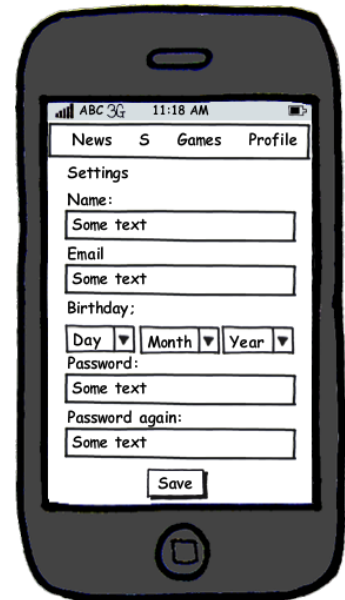 ABC 3G 11:18 AM
News S Games Profile
Settings
Name:
Some text
Email
Some text
Birthday;
Day Month Year
Password:
Some text
Password again:
Some text
Save